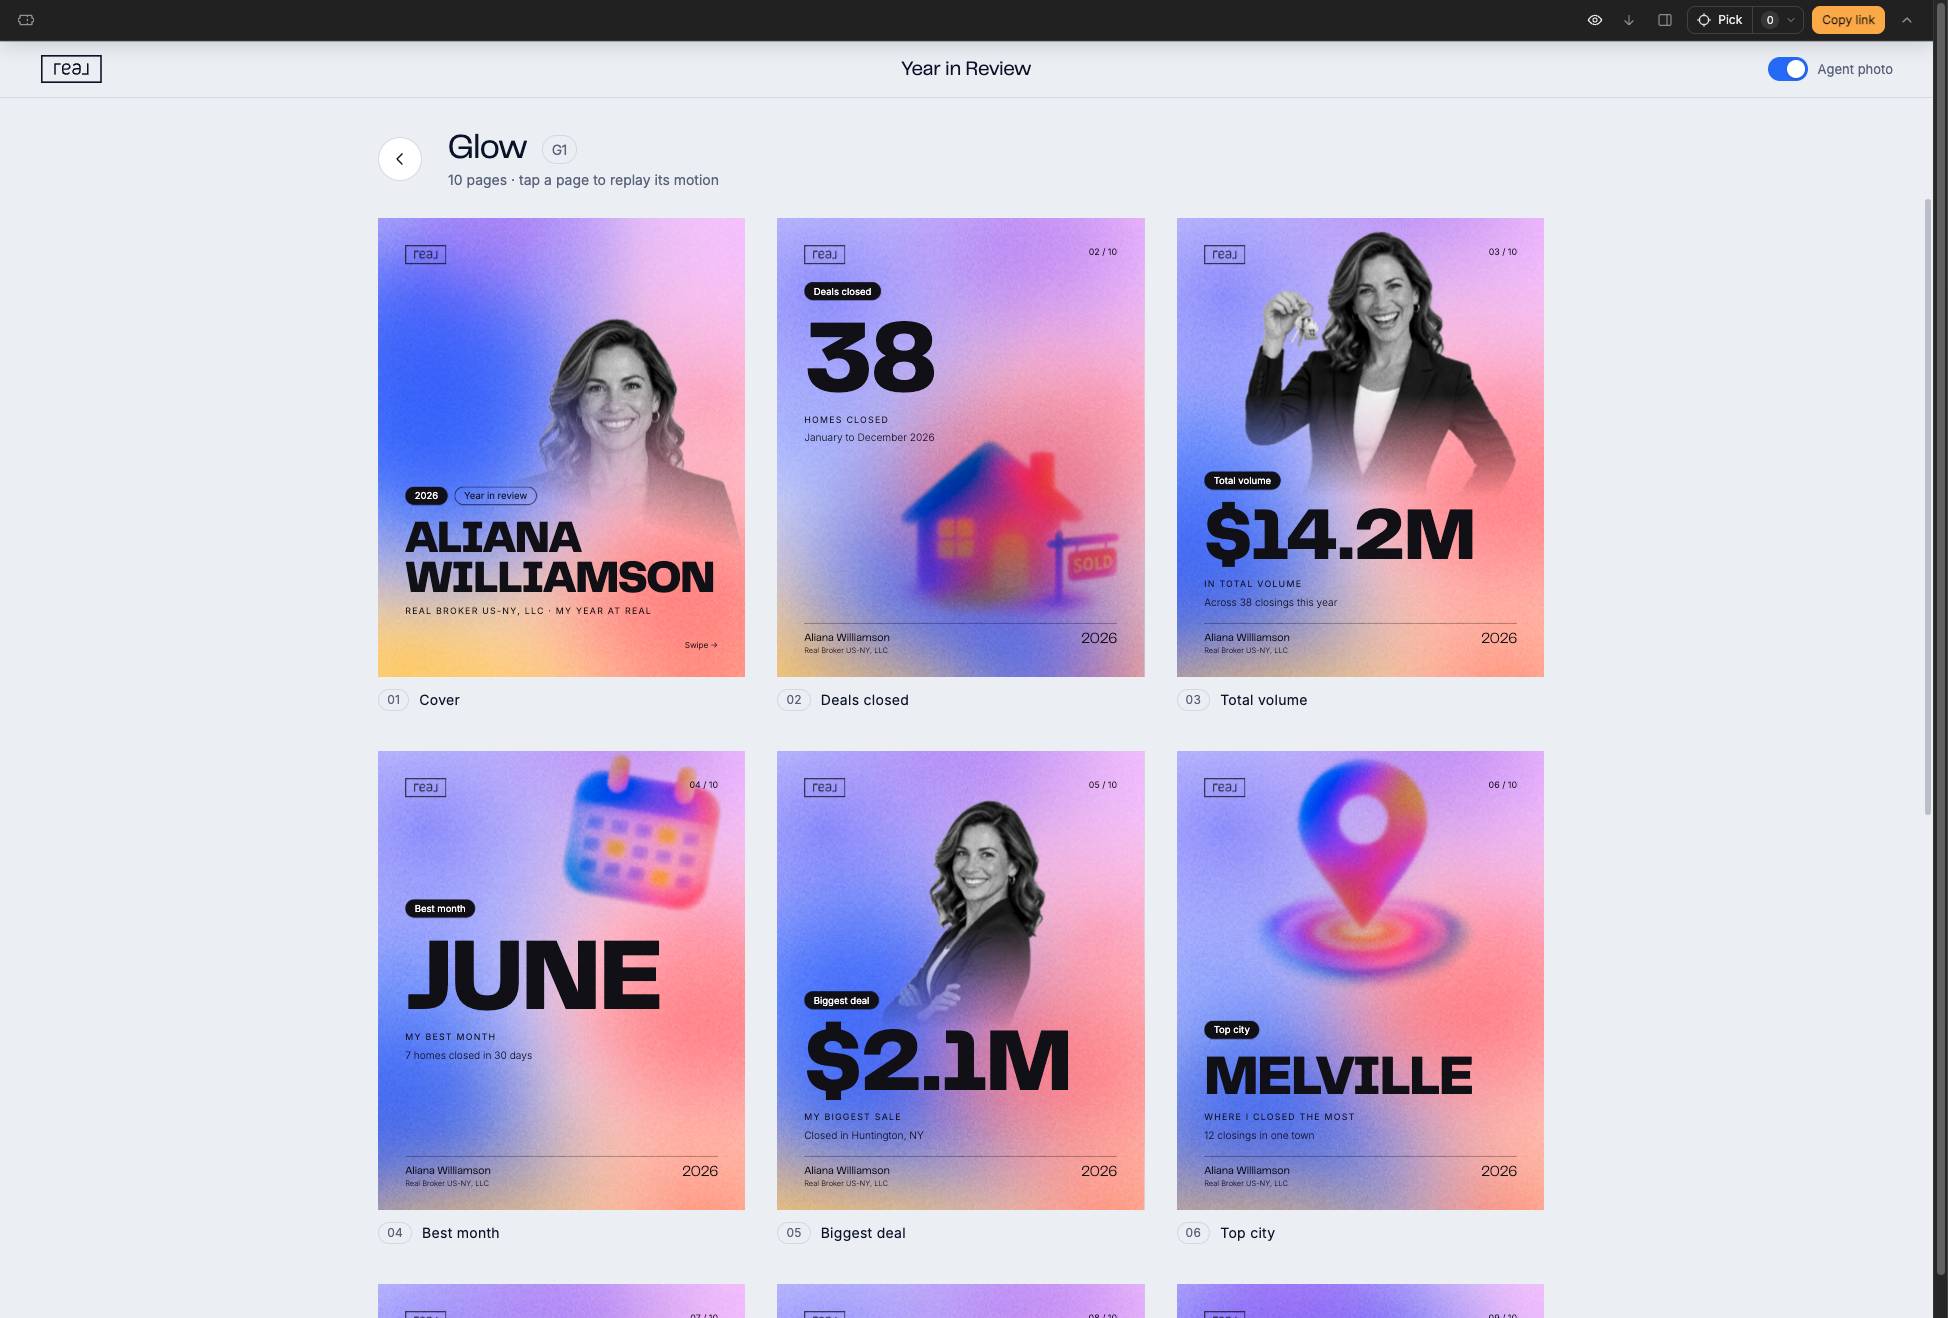 Pick
0
Copy link
real
Year in Review
Agent photo
Glow
G1
10 pages · tap a page to replay its motion
real
2026
Year in review
ALIANA
WILLIAMSON
REAL BROKER US-NY, LLC · MY YEAR AT REAL
Swipe →
01
Cover
real
02 / 10
Deals closed
38
HOMES CLOSED
January to December 2026
SOLD
Aliana Williamson
2026
Real Broker US-NY, LLC
02
Deals closed
real
03 / 10
Total volume
$14.2M
IN TOTAL VOLUME
Across 38 closings this year
Aliana Williamson
2026
Real Broker US-NY, LLC
03
Total volume
real
04 / 10
Best month
JUNE
MY BEST MONTH
7 homes closed in 30 days
Aliana Williamson
2026
Real Broker US-NY, LLC
04
Best month
real
05 / 10
Biggest deal
$2.1M
MY BIGGEST SALE
Closed in Huntington, NY
Aliana Williamson
2026
Real Broker US-NY, LLC
05
Biggest deal
real
06 / 10
Top city
MELVILLE
WHERE I CLOSED THE MOST
12 closings in one town
Aliana Williamson
2026
Real Broker US-NY, LLC
06
Top city